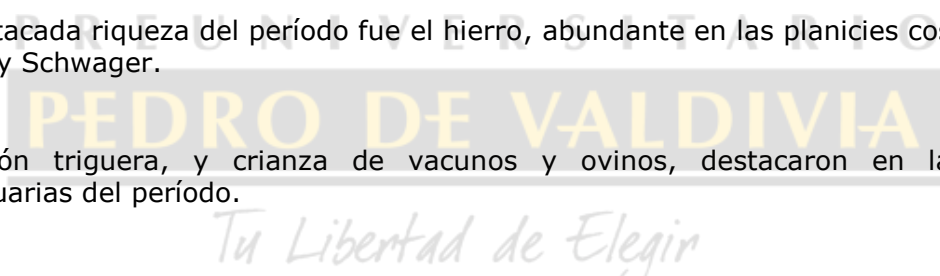 PREUNIVERSITARIO
tacada riqueza del período fue el hierro, abundante en las planicies cos
y Schwager.
PEDRO DE VALDIVIA
ón triguera, y crianza de vacunos y ovinos, destacaron en la
uarias del período.
Tu Libertad de Elegir